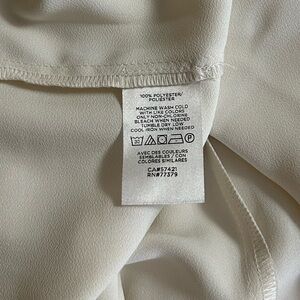 100% POLYESTER/
POLIESTER
MACHINE WASH COLD
WITH LIKE COLORS
ONLY NON-CHLORINE
BLEACH WHEN NEEDED
TUMBLE DRY LOW
COOL IRON WHEN NEEDED
AVEC DES COULEURS
SEMBLABLES / CON
COLORES SIMILARES
CA#57421
RN#77379